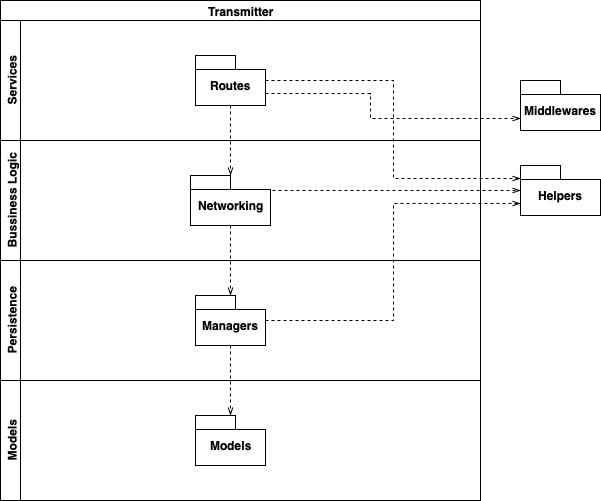 Transmitter
Services
Routes
Middlewares
Bussiness Logic
Networking
Helpers
Persistence
Managers
Models
Models